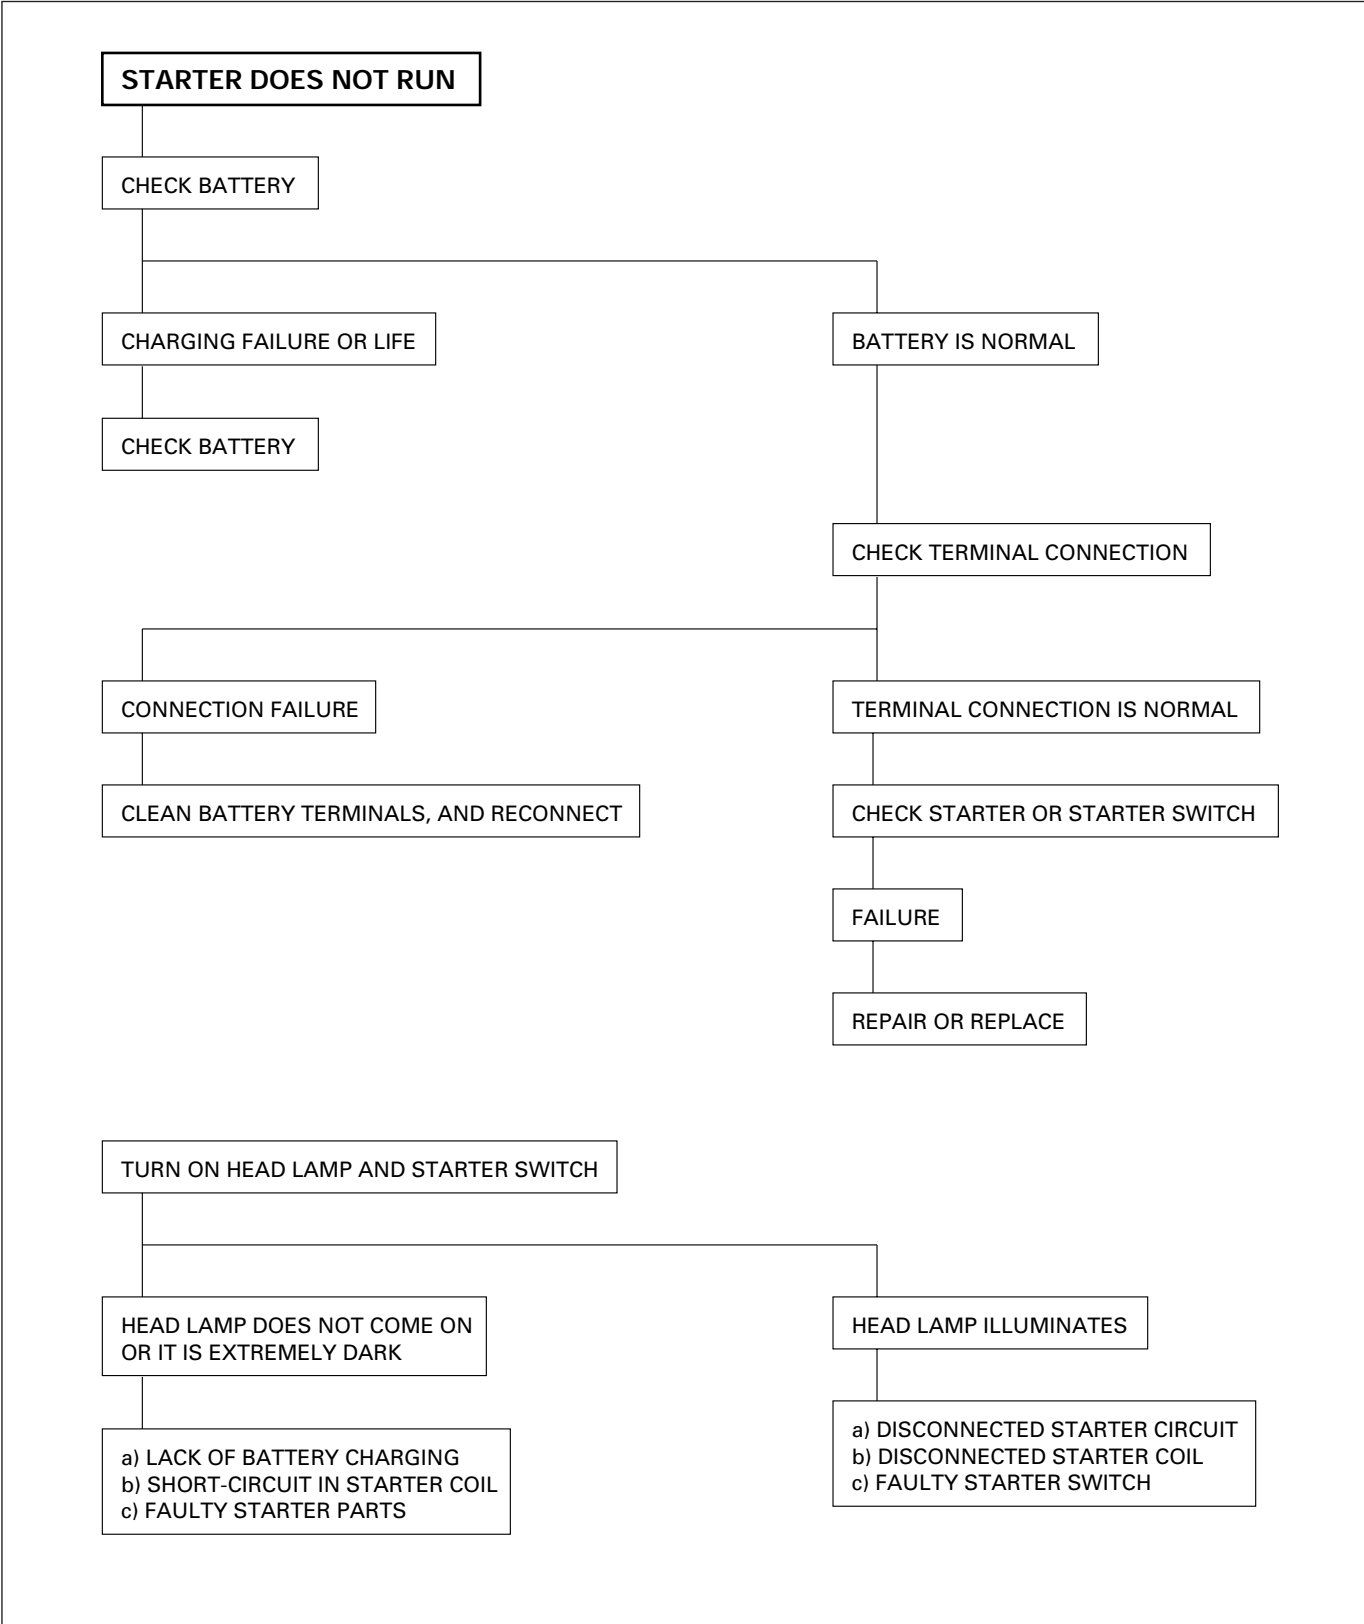 STARTER DOES NOT RUN
CHECK BATTERY
CHARGING FAILURE OR LIFE
BATTERY IS NORMAL
CHECK BATTERY
CHECK TERMINAL CONNECTION
CONNECTION FAILURE
TERMINAL CONNECTION IS NORMAL
CLEAN BATTERY TERMINALS, AND RECONNECT
CHECK STARTER OR STARTER SWITCH
FAILURE
REPAIR OR REPLACE
TURN ON HEAD LAMP AND STARTER SWITCH
HEAD LAMP DOES NOT COME ON
OR IT IS EXTREMELY DARK
HEAD LAMP ILLUMINATES
a) LACK OF BATTERY CHARGING
b) SHORT-CIRCUIT IN STARTER COIL
c) FAULTY STARTER PARTS
a) DISCONNECTED STARTER CIRCUIT
b) DISCONNECTED STARTER COIL
c) FAULTY STARTER SWITCH